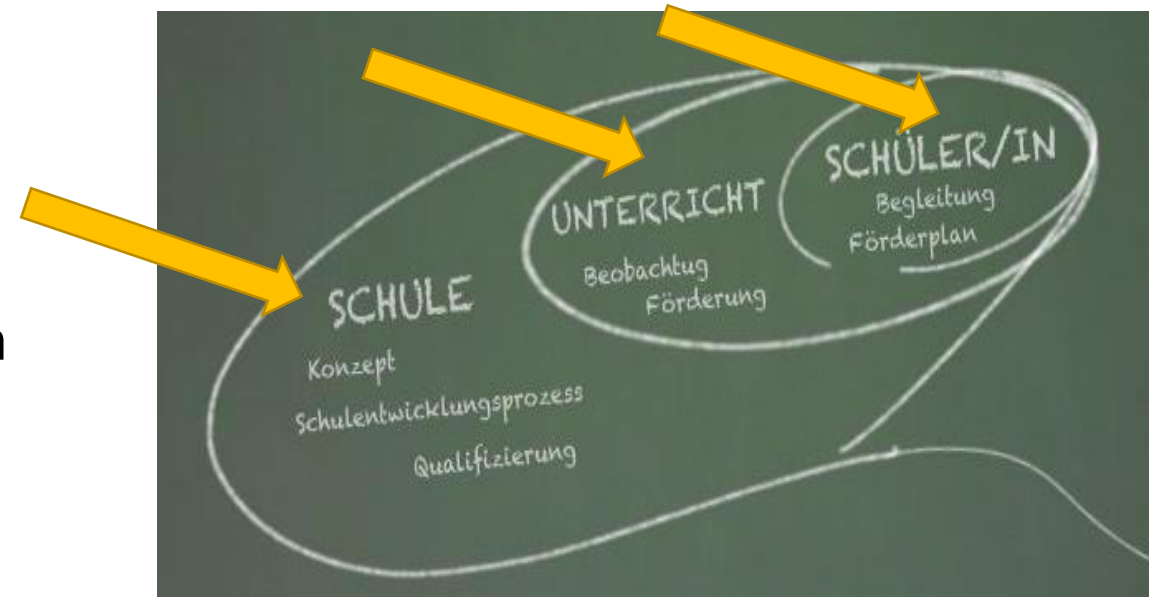 SCHULE
Konzept
Schulentwicklungsprozess
Qualifizierung
UNTERRICHT
Beobachtug
Förderung
SCHÜLER/IN
Begleitung
Förderplan